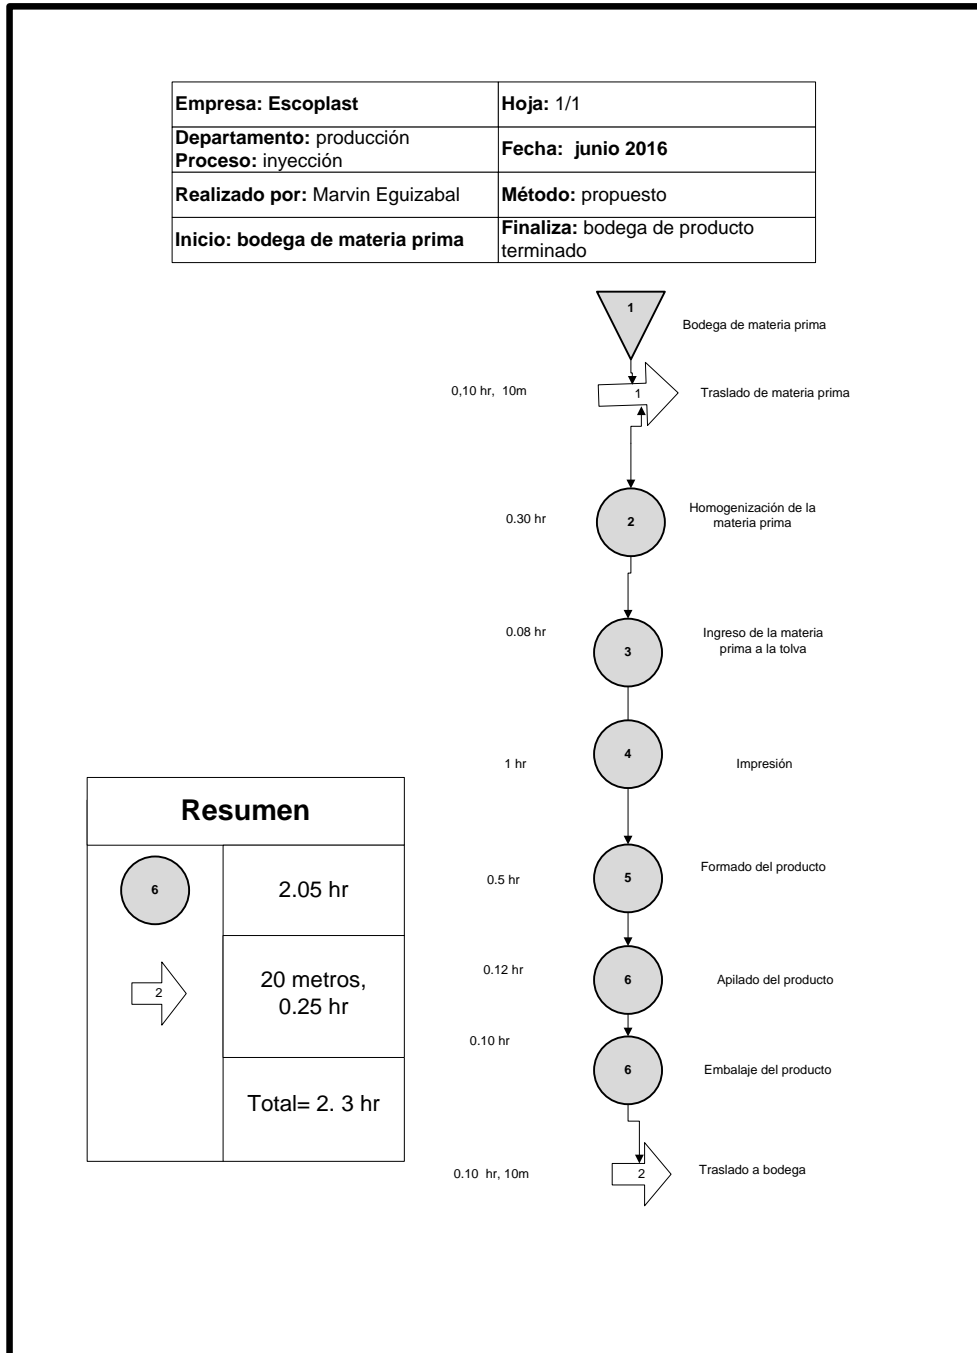 Empresa: Escoplast
Hoja: 1/1
Departamento: producción
Proceso: inyección
Fecha:  junio 2016
Realizado por: Marvin Eguizabal
Método: propuesto
Inicio: bodega de materia prima
Finaliza: bodega de producto
terminado
1
Bodega de materia prima
0,10 hr,  10m
1
Traslado de materia prima
0.30 hr
2
Homogenización de la
materia prima
0.08 hr
3
Ingreso de la materia
prima a la tolva
1 hr
4
Impresión
0.5 hr
5
Formado del producto
0.12 hr
6
Apilado del producto
0.10 hr
6
Embalaje del producto
0.10  hr, 10m
2
Traslado a bodega
Resumen
6
2.05 hr
2
20 metros,
0.25 hr
Total= 2. 3 hr